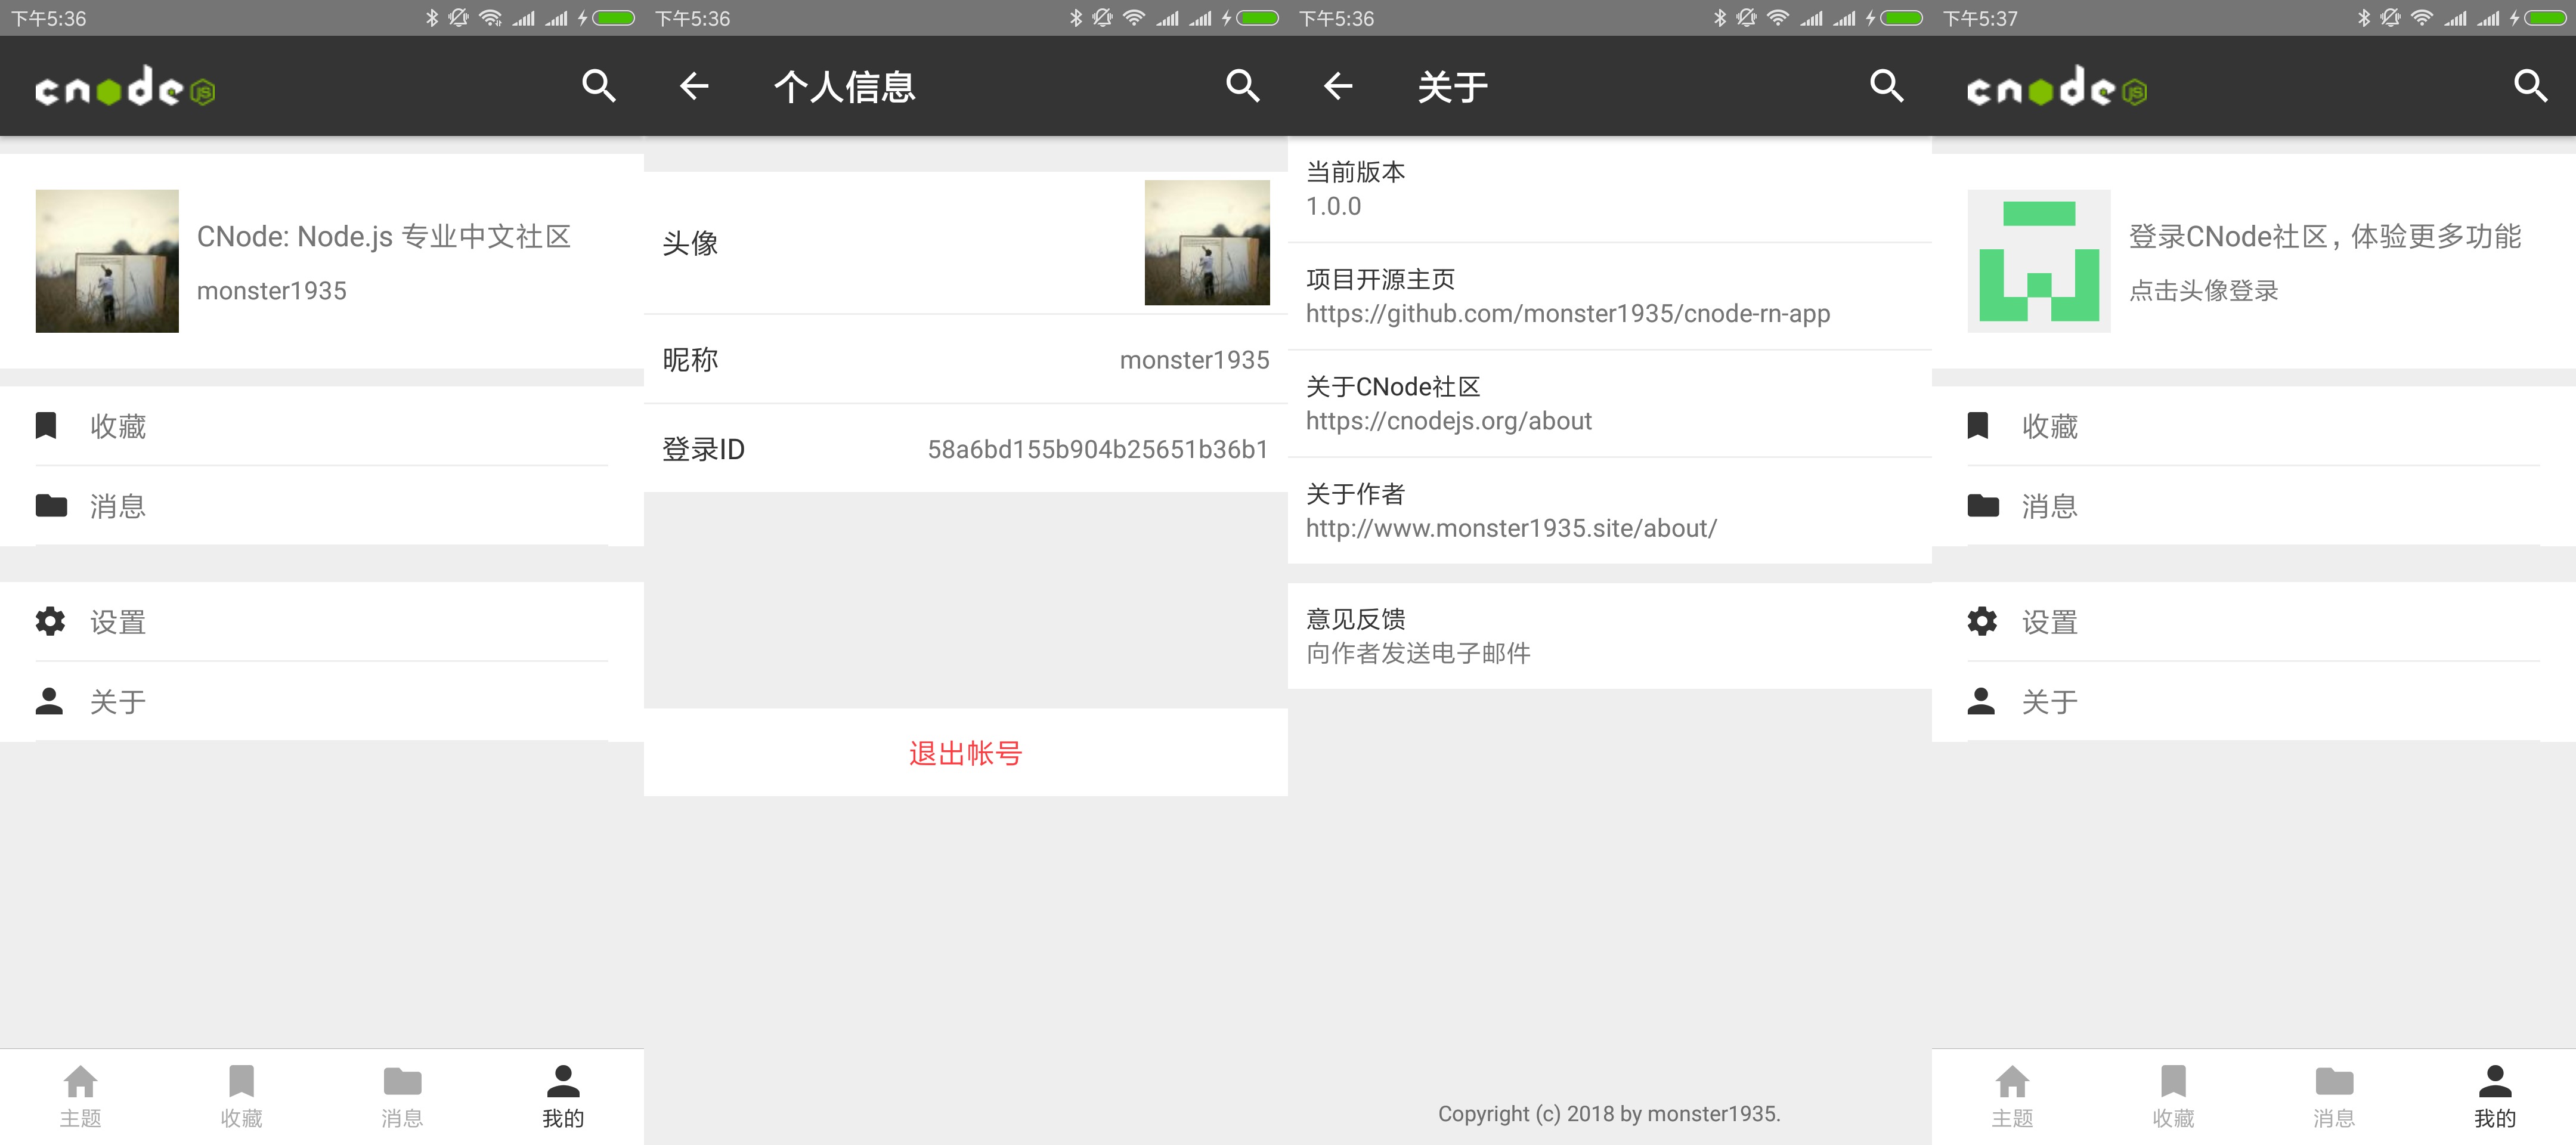 下午5:36
cnode JS
CNode: Node.js 专业中文社区
monster1935
收藏
消息
设置
关于
主题
收藏
消息
我的
下午5:36
个人信息
头像
昵称
monster1935
登录ID
58a6bd155b904b25651b36b1
退出帐号
下午5:36
关于
当前版本
1.0.0
项目开源主页
https://github.com/monster1935/cnode-rn-app
关于CNode社区
https://cnodejs.org/about
关于作者
http://www.monster1935.site/about/
意见反馈
向作者发送电子邮件
Copyright (c) 2018 by monster1935.
下午5:37
cnode JS
登录CNode社区，体验更多功能
点击头像登录
收藏
消息
设置
关于
主题
收藏
消息
我的